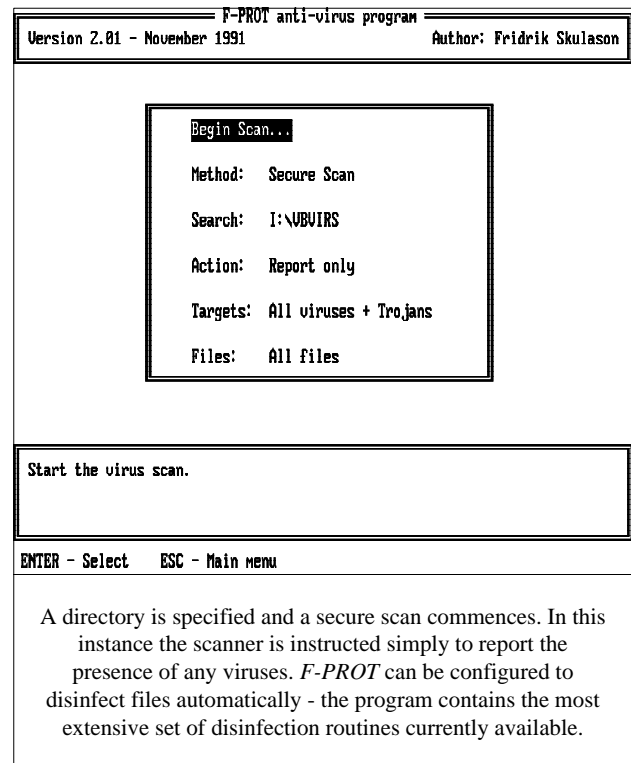 F-PROT anti-virus program
Version 2.01 - November 1991 Author: Fridrik Skulason
Begin Scan...
Method: Secure Scan
Search: I:\VBVIRS
Action: Report only
Targets: All viruses + Trojans
Files: All files
Start the virus scan.
ENTER - Select ESC - Main menu
A directory is specified and a secure scan commences. In this
instance the scanner is instructed simply to report the
presence of any viruses. F-PROT can be configured to
disinfect files automatically - the program contains the most
extensive set of disinfection routines currently available.